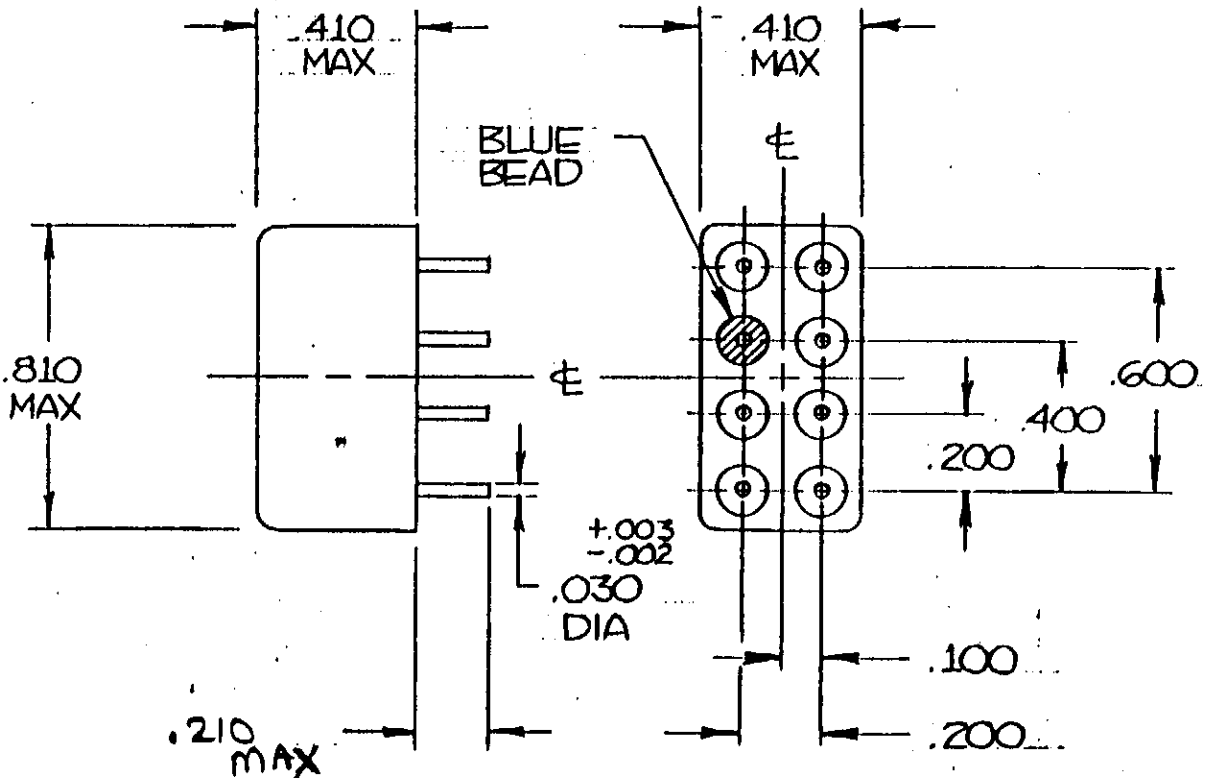 .410
MAX
.410
MAX
BLUE
BEAD
℄
.810
MAX
℄
.600
.400
.200
+.003
-.002
.030
DIA
.100
.210
MAX
.200